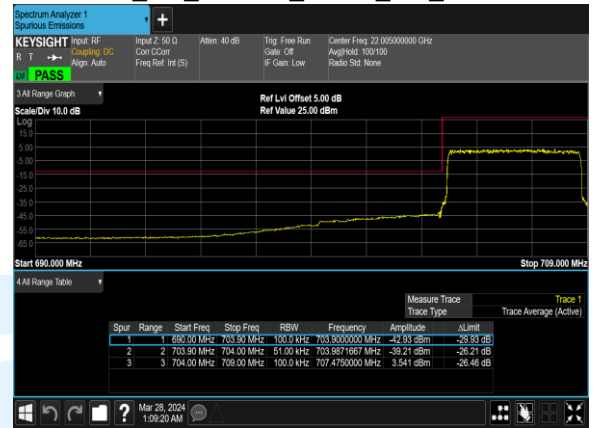 Spectrum Analyzer 1
Spurious Emissions
KEYSIGHT
R T
LVI PASS
Input: RF
Coupling: DC
Align: Auto
Input Z: 50 Ω
Corr CCorr
Freq Ref: Int (S)
Atten: 40 dB
Trig: Free Run
Gate: Off
IF Gain: Low
Center Freq: 22.005000000 GHz
Avg|Hold: 100/100
Radio Std: None
3 All Range Graph
Scale/Div 10.0 dB
Ref Lvl Offset 5.00 dB
Ref Value 25.00 dBm
Log
15.0
5.00
-5.00
-15.0
-25.0
-35.0
-45.0
-55.0
-65.0
Start 690.000 MHz
Stop 709.000 MHz
4 All Range Table
Measure Trace Trace 1
Trace Type Trace Average (Active)
Spur Range Start Freq Stop Freq RBW Frequency Amplitude ΔLimit
1 1 690.00 MHz 703.90 MHz 100.0 kHz 703.9000000 MHz -42.93 dBm -29.93 dB
2 2 703.90 MHz 704.00 MHz 51.00 kHz 703.9871667 MHz -39.21 dBm -26.21 dB
3 3 704.00 MHz 709.00 MHz 100.0 kHz 707.4750000 MHz 3.541 dBm -26.46 dB
?
Mar 28, 2024
1:09:20 AM